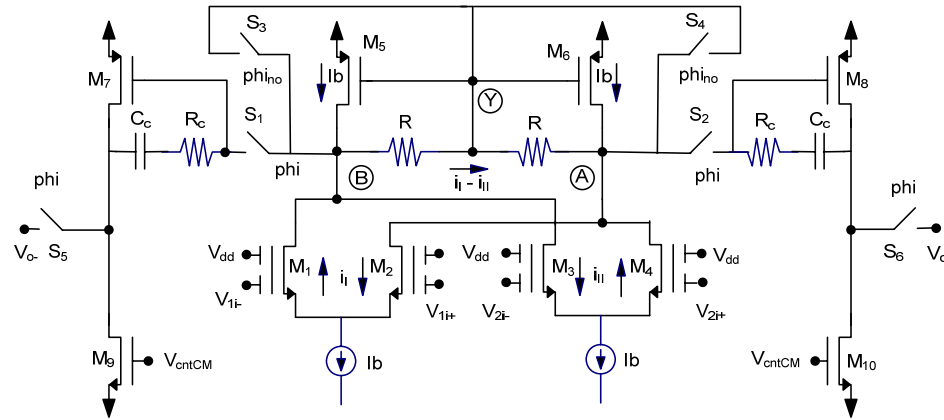 S3
S4
M5
M6
M7
Ib
Ib
M8
phino
phino
Y
Cc
Rc
S1
R
R
S2
Rc
Cc
phi
B
iI - iII
A
phi
phi
phi
Vo-
S5
S6
Vo
Vdd
M1
iI
M2
Vdd
M3
iII
M4
Vdd
V1i-
V1i+
V2i-
V2i+
M9
VcntCM
Ib
Ib
VcntCM
M10